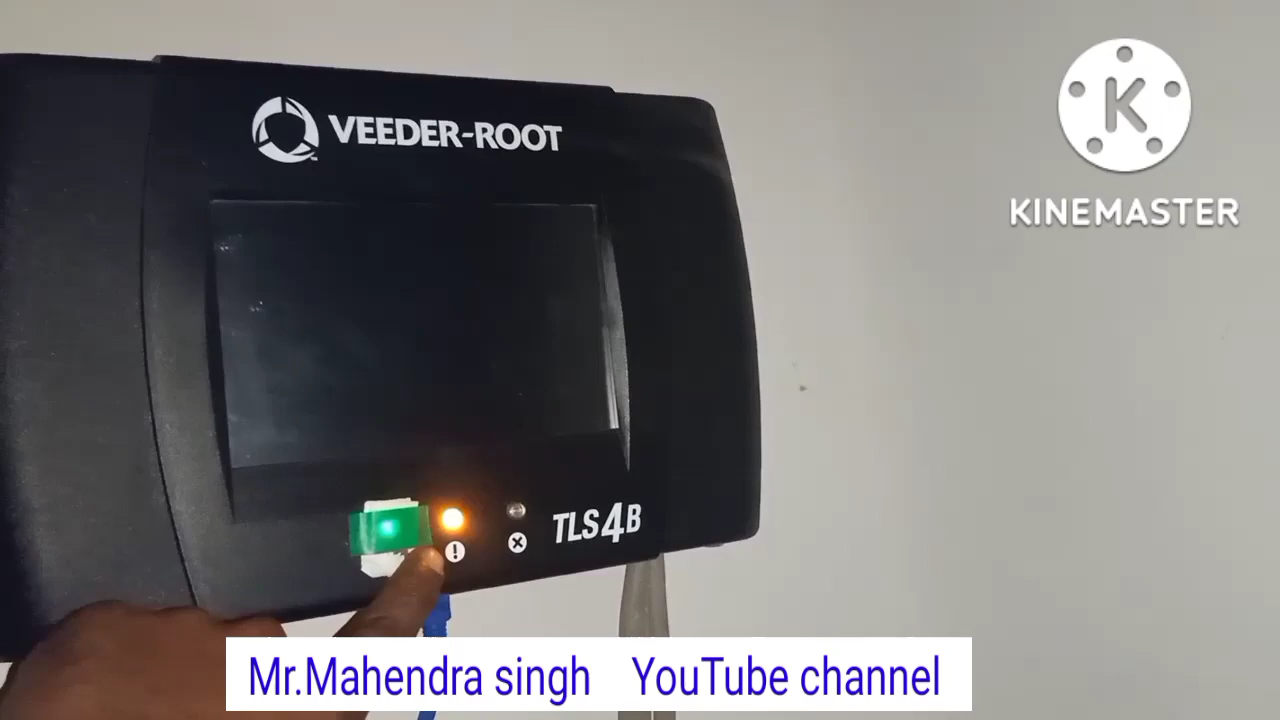 VEEDER-ROOT
K
KINEMASTER
TLS4B
Mr.Mahendra singh YouTube channel